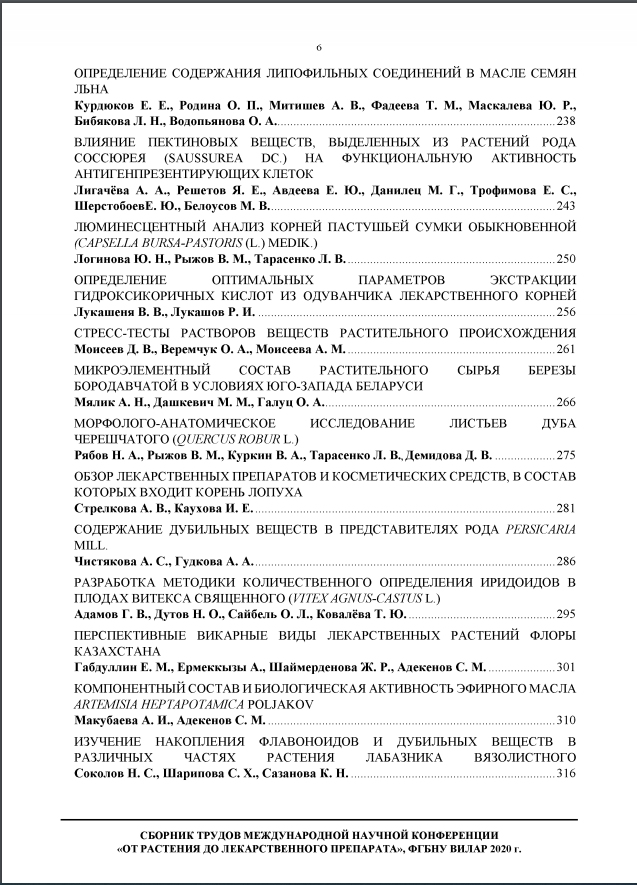 6
ОПРЕДЕЛЕНИЕ СОДЕРЖАНИЯ ЛИПОФИЛЬНЫХ СОЕДИНЕНИЙ В МАСЛЕ СЕМЯН
ЛЬНА
Курдюков Е. Е., Родина О. П., Митишев А. В., Фадеева Т. М., Маскалева Ю. Р.,
Бибякова Л. Н., Водопьянова О. А. 238
ВЛИЯНИЕ ПЕКТИНОВЫХ ВЕЩЕСТВ, ВЫДЕЛЕННЫХ ИЗ РАСТЕНИЙ РОДА
СОССЮРЕЯ (SAUSSUREA DC.) НА ФУНКЦИОНАЛЬНУЮ АКТИВНОСТЬ
АНТИГЕНПРЕЗЕНТИРУЮЩИХ КЛЕТОК
Лигачёва А. А., Решетов Я. Е., Авдеева Е. Ю., Данилец М. Г., Трофимова Е. С.,
ШерстобоевЕ. Ю., Белоусов М. В. 243
ЛЮМИНЕСЦЕНТНЫЙ АНАЛИЗ КОРНЕЙ ПАСТУШЬЕЙ СУМКИ ОБЫКНОВЕННОЙ
(CAPSELLA BURSA-PASTORIS (L.) MEDIK.)
Логинова Ю. Н., Рыжов В. М., Тарасенко Л. В. 250
ОПРЕДЕЛЕНИЕ ОПТИМАЛЬНЫХ ПАРАМЕТРОВ ЭКСТРАКЦИИ
ГИДРОКСИКОРИЧНЫХ КИСЛОТ ИЗ ОДУВАНЧИКА ЛЕКАРСТВЕННОГО КОРНЕЙ
Лукашеня В. В., Лукашов Р. И. 256
СТРЕСС-ТЕСТЫ РАСТВОРОВ ВЕЩЕСТВ РАСТИТЕЛЬНОГО ПРОИСХОЖДЕНИЯ
Моисеев Д. В., Веремчук О. А., Моисеева А. М. 261
МИКРОЭЛЕМЕНТНЫЙ СОСТАВ РАСТИТЕЛЬНОГО СЫРЬЯ БЕРЕЗЫ
БОРОДАВЧАТОЙ В УСЛОВИЯХ ЮГО-ЗАПАДА БЕЛАРУСИ
Мялик А. Н., Дашкевич М. М., Галуц О. А. 266
МОРФОЛОГО-АНАТОМИЧЕСКОЕ ИССЛЕДОВАНИЕ ЛИСТЬЕВ ДУБА
ЧЕРЕШЧАТОГО (QUERCUS ROBUR L.)
Рябов Н. А., Рыжов В. М., Куркин В. А., Тарасенко Л. В., Демидова Д. В. 275
ОБЗОР ЛЕКАРСТВЕННЫХ ПРЕПАРАТОВ И КОСМЕТИЧЕСКИХ СРЕДСТВ, В СОСТАВ
КОТОРЫХ ВХОДИТ КОРЕНЬ ЛОПУХА
Стрелкова А. В., Каухова И. Е. 281
СОДЕРЖАНИЕ ДУБИЛЬНЫХ ВЕЩЕСТВ В ПРЕДСТАВИТЕЛЯХ РОДА PERSICARIA
MILL.
Чистякова А. С., Гудкова А. А. 286
РАЗРАБОТКА МЕТОДИКИ КОЛИЧЕСТВЕННОГО ОПРЕДЕЛЕНИЯ ИРИДОИДОВ В
ПЛОДАХ ВИТЕКСА СВЯЩЕННОГО (VITEX AGNUS-CASTUS L.)
Адамов Г. В., Дутов Н. О., Сайбель О. Л., Ковалёва Т. Ю. 295
ПЕРСПЕКТИВНЫЕ ВИКАРНЫЕ ВИДЫ ЛЕКАРСТВЕННЫХ РАСТЕНИЙ ФЛОРЫ
КАЗАХСТАНА
Габдуллин Е. М., Ермеккызы А., Шаймерденова Ж. Р., Адекенов С. М. 301
КОМПОНЕНТНЫЙ СОСТАВ И БИОЛОГИЧЕСКАЯ АКТИВНОСТЬ ЭФИРНОГО МАСЛА
ARTEMISIA HEPTAPOTAMICA POLJAKOV
Макубаева А. И., Адекенов С. М. 310
ИЗУЧЕНИЕ НАКОПЛЕНИЯ ФЛАВОНОИДОВ И ДУБИЛЬНЫХ ВЕЩЕСТВ В
РАЗЛИЧНЫХ ЧАСТЯХ РАСТЕНИЯ ЛАБАЗНИКА ВЯЗОЛИСТНОГО
Соколов Н. С., Шарипова С. Х., Сазанова К. Н. 316
СБОРНИК ТРУДОВ МЕЖДУНАРОДНОЙ НАУЧНОЙ КОНФЕРЕНЦИИ
«ОТ РАСТЕНИЯ ДО ЛЕКАРСТВЕННОГО ПРЕПАРАТА», ФГБНУ ВИЛАР 2020 г.